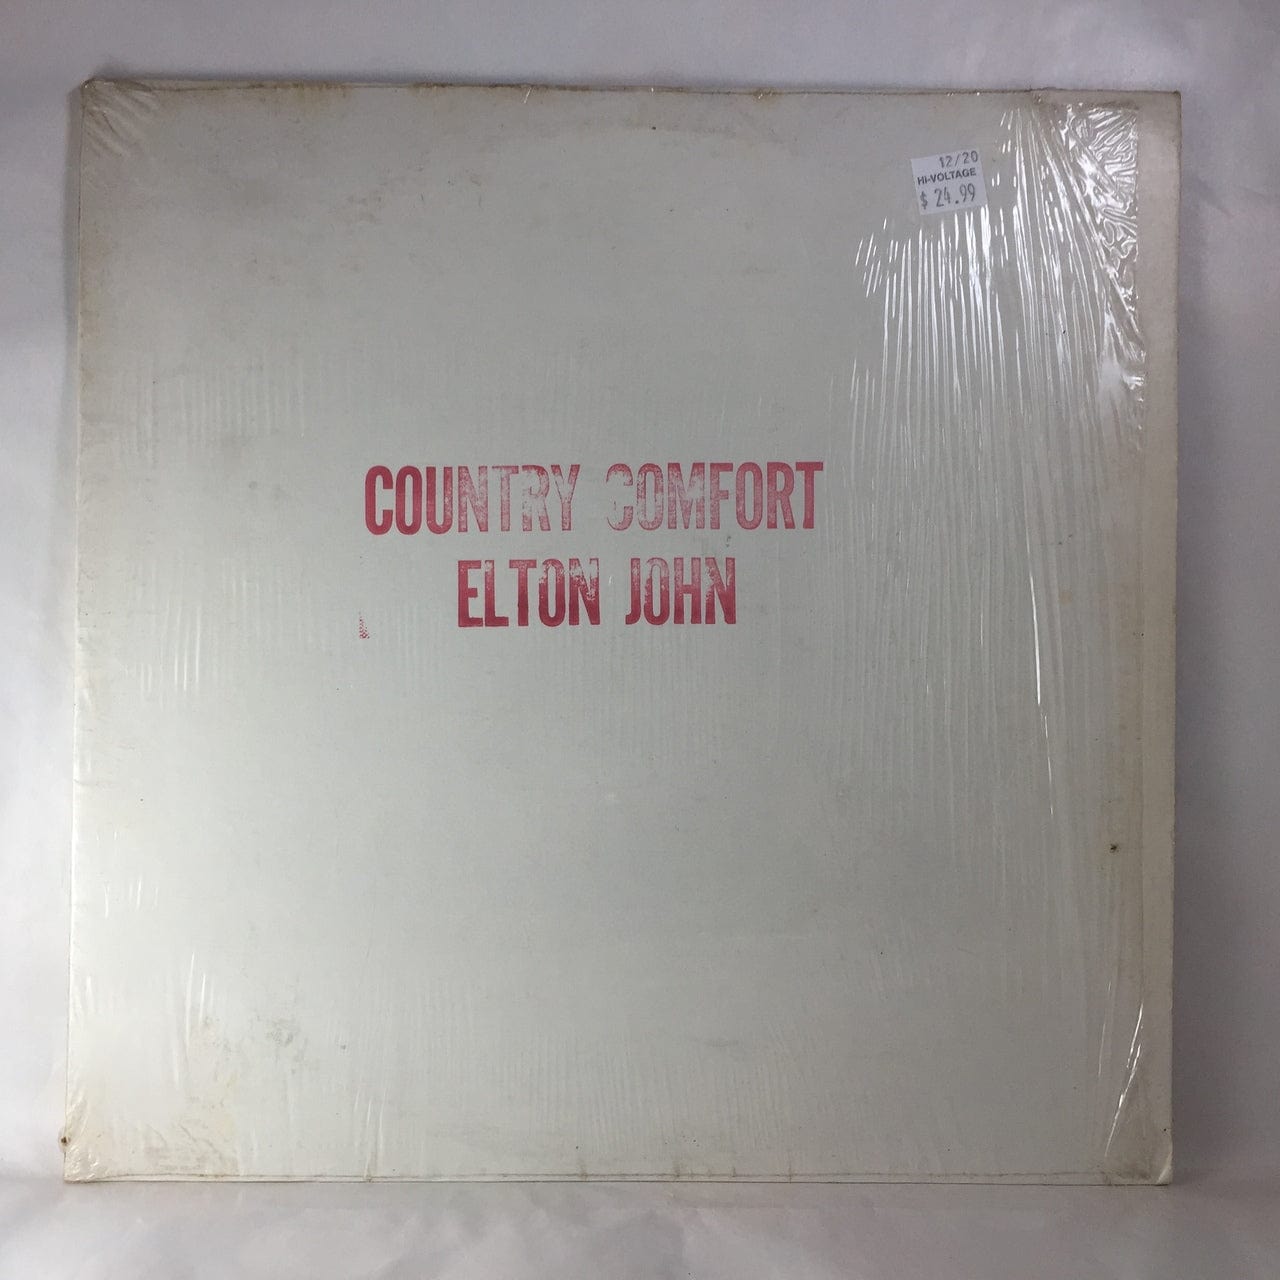 12/20
Hi-VOLTAGE
$ 24.99
COUNTRY COMFORT
ELTON JOHN